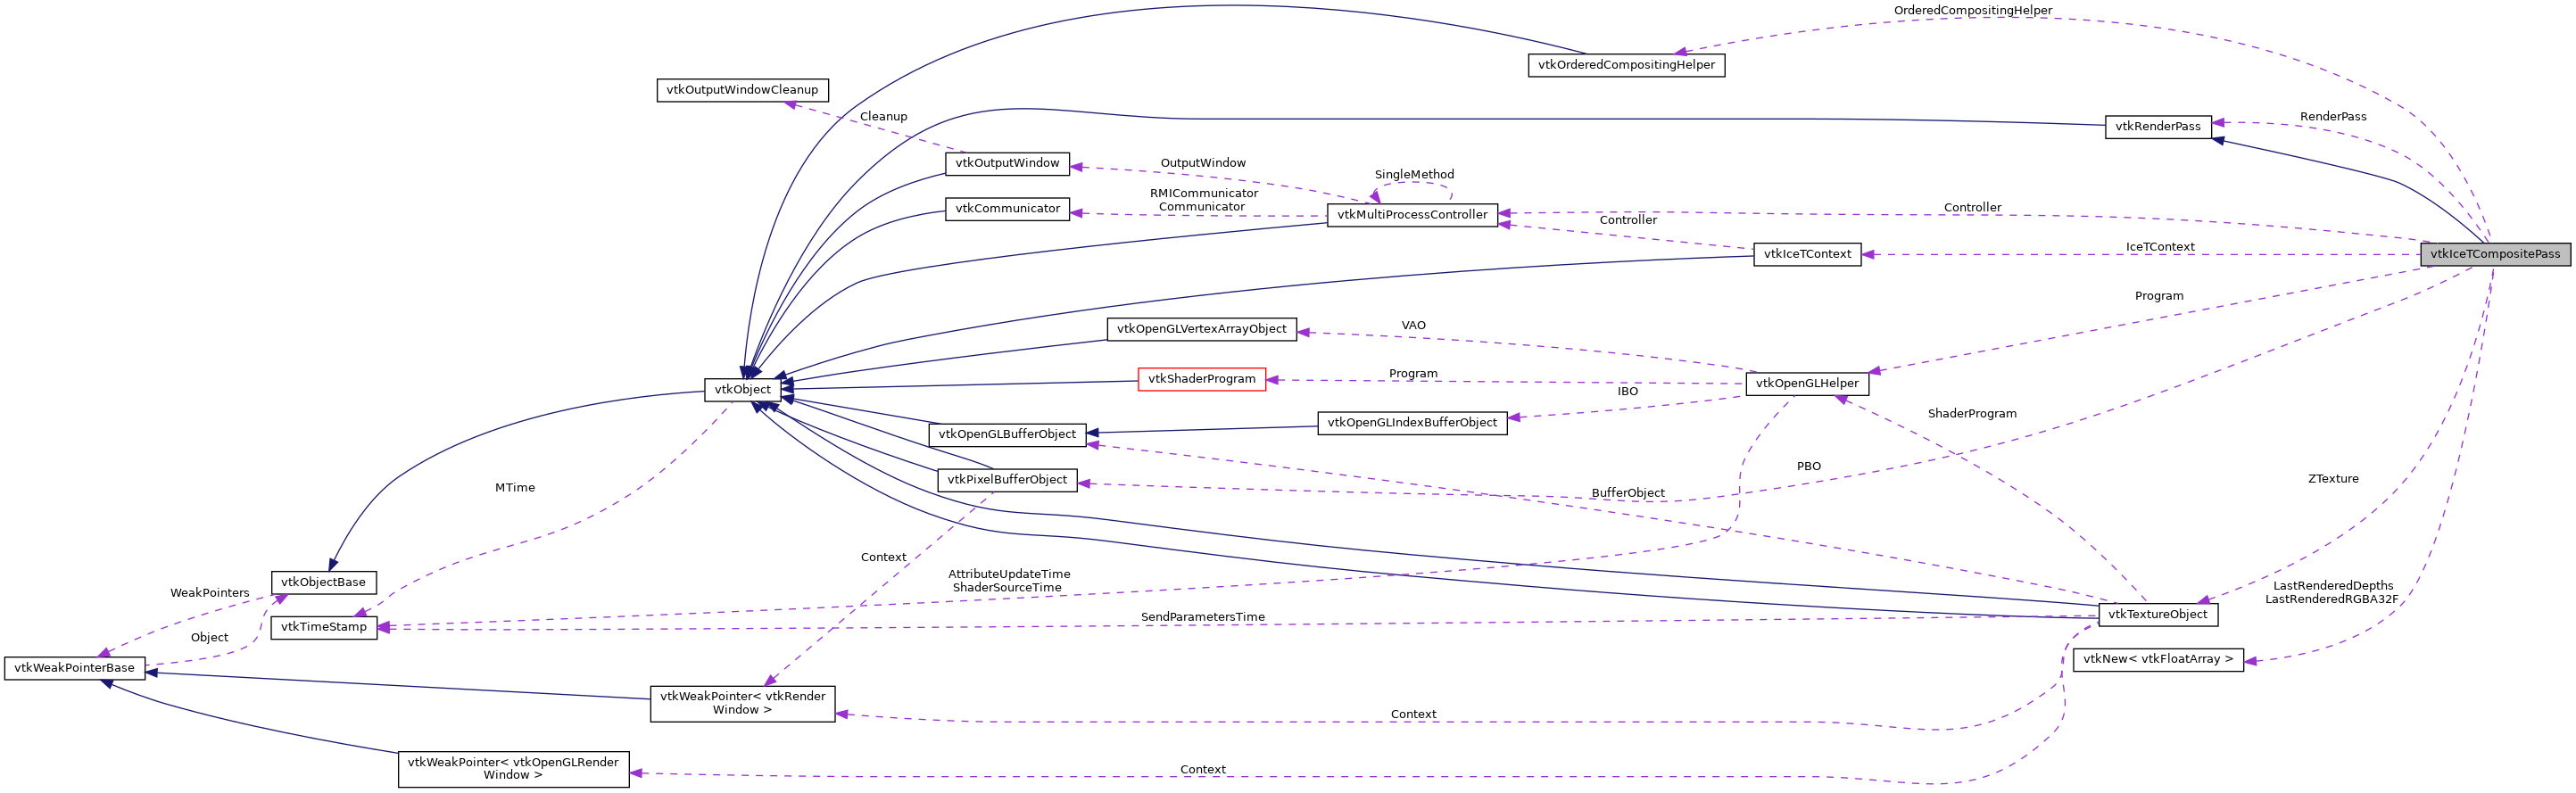 OrderedCompositingHelper
vtkOrderedCompositingHelper
vtkOutputWindowCleanup
Cleanup
RenderPass
vtkRenderPass
vtkOutputWindow
OutputWindow
SingleMethod
RMICommunicator
Communicator
vtkCommunicator
vtkMultiProcessController
Controller
Controller
IceTContext
vtkIceTContext
vtkIceTCompositePass
Program
vtkOpenGLVertexArrayObject
VAO
vtkShaderProgram
Program
vtkOpenGLHelper
vtkObject
IBO
ShaderProgram
vtkOpenGLIndexBufferObject
vtkOpenGLBufferObject
PBO
vtkPixelBufferObject
ZTexture
MTime
BufferObject
Context
AttributeUpdateTime
ShaderSourceTime
vtkObjectBase
LastRenderedDepths
LastRenderedRGBA32F
WeakPointers
SendParametersTime
vtkTextureObject
vtkTimeStamp
Object
vtkNew< vtkFloatArray >
vtkWeakPointerBase
vtkWeakPointer< vtkRender
Window >
Context
vtkWeakPointer< vtkOpenGLRender
Window >
Context